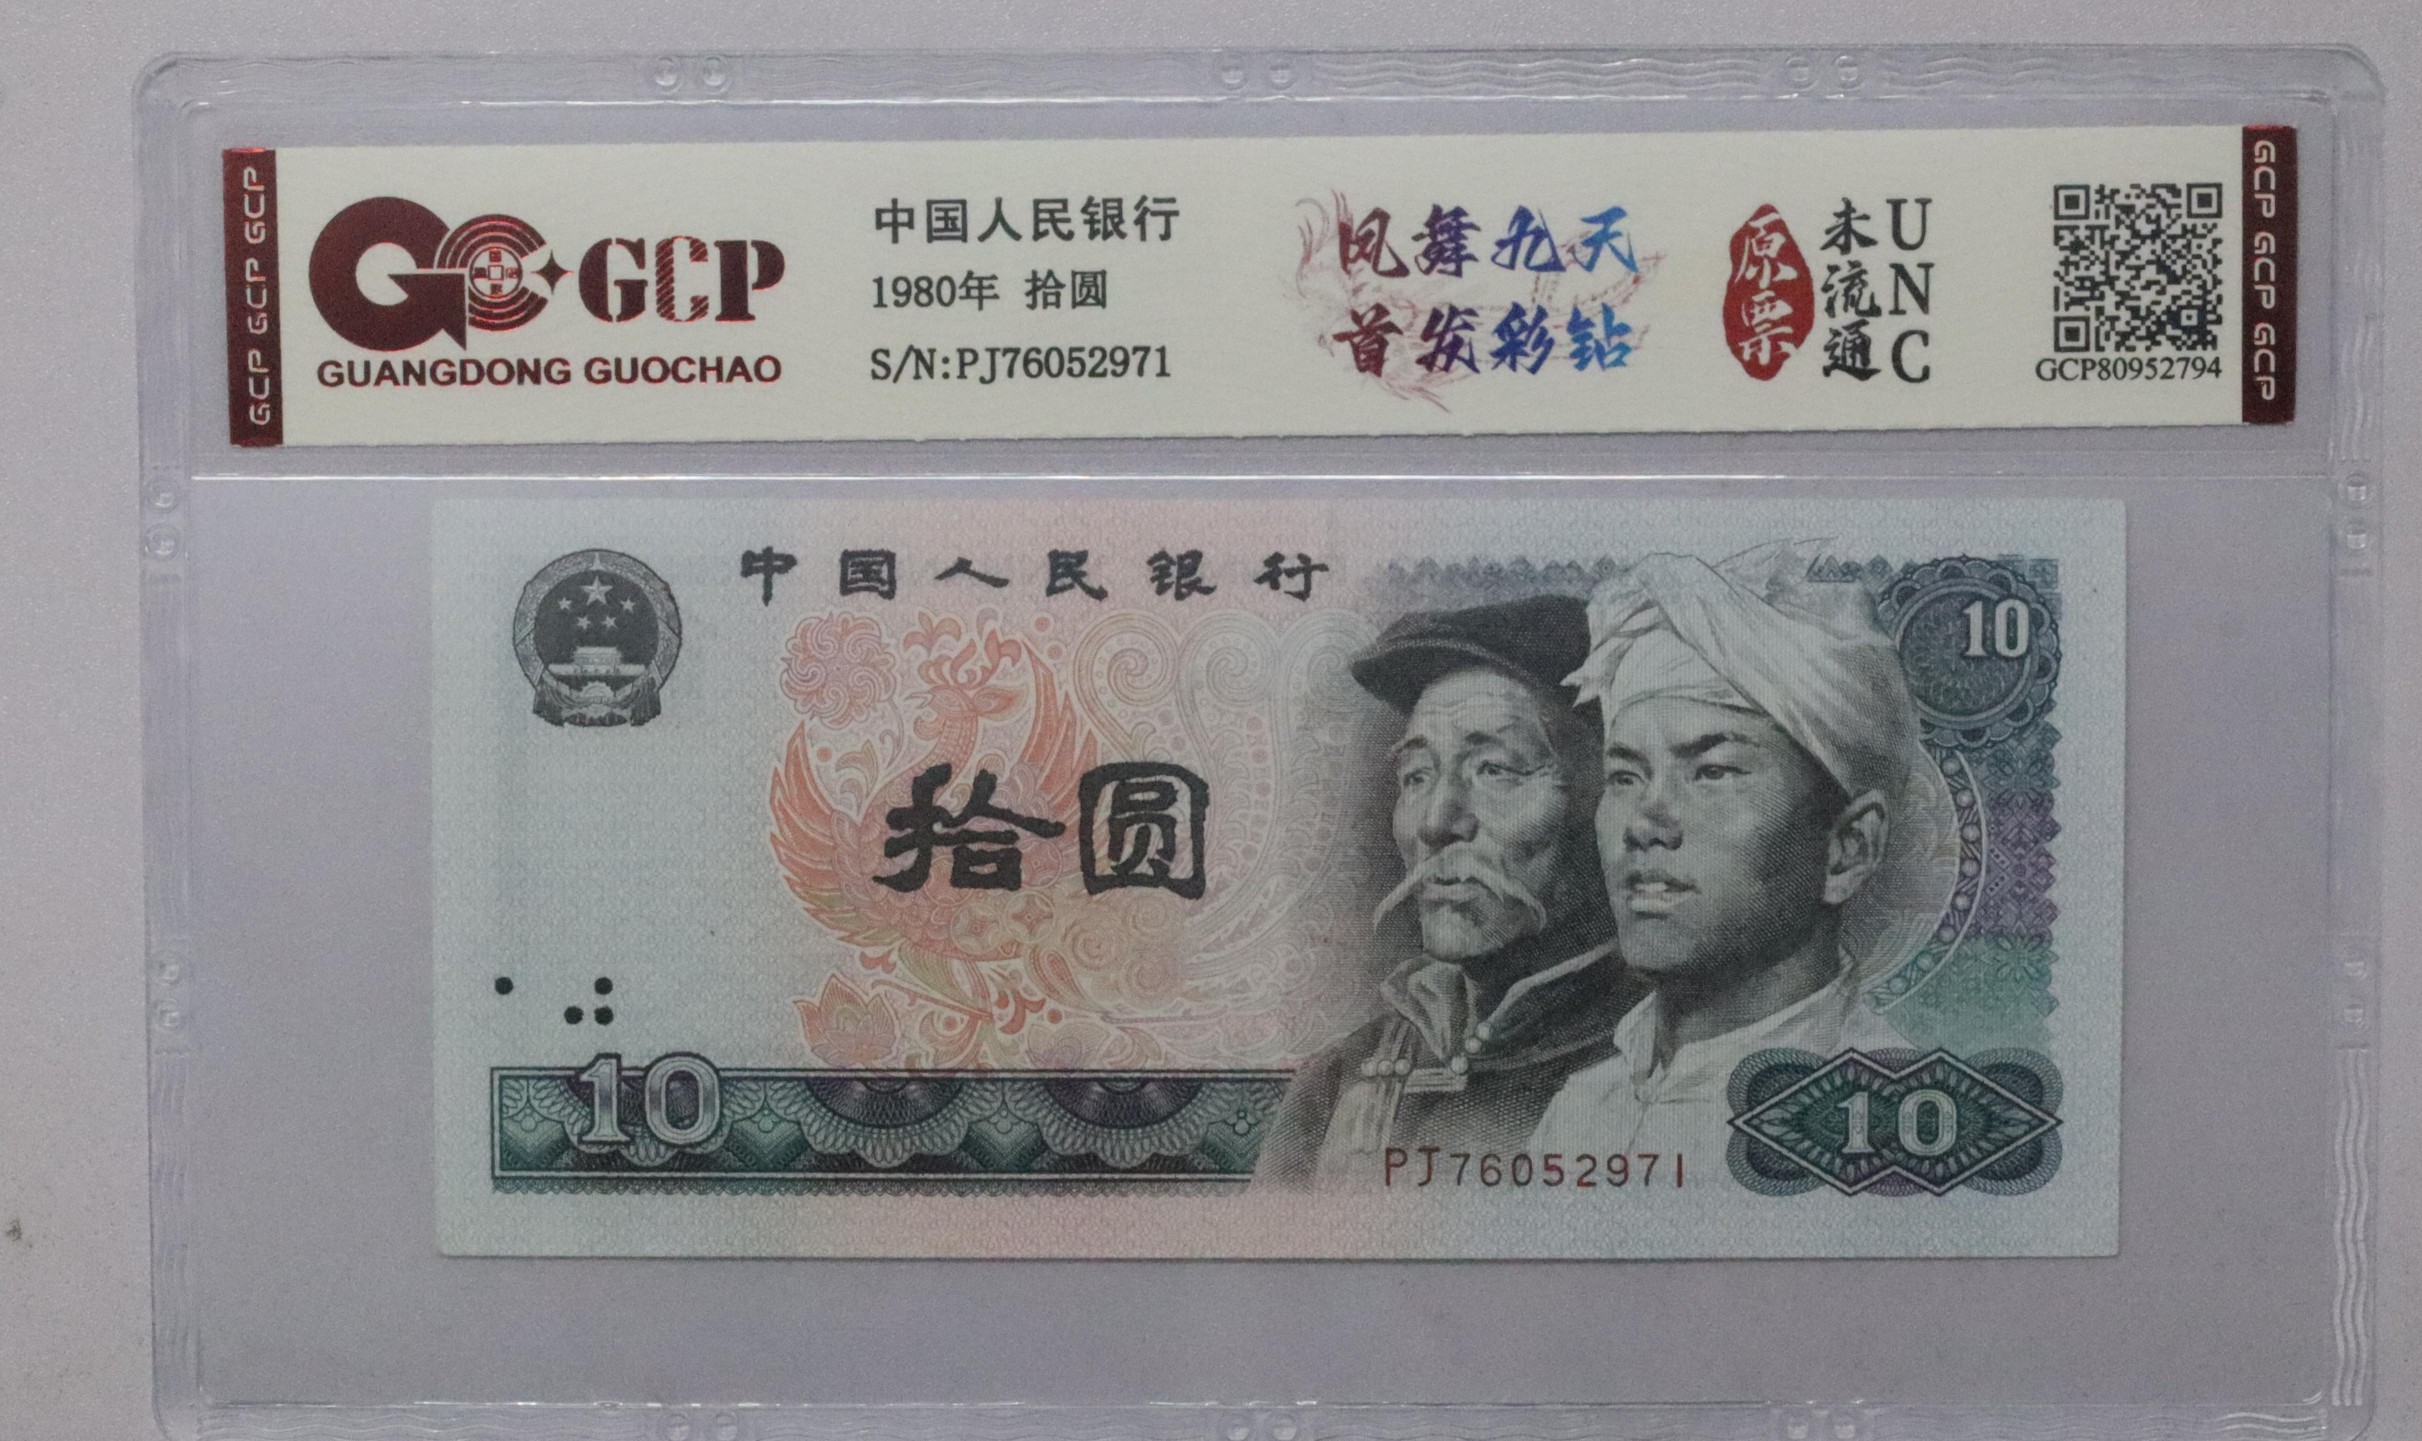 GCP GCP GCP
GCP
GUANGDONG GUOCHAO
中国人民银行
1980年 拾圆
S/N:PJ76052971
凤舞九天
首发彩钻
原票
未流通
UNC
GCP80952794
GCP GCP GCP
中国人民银行
10
拾圆
10
PJ76052971
10